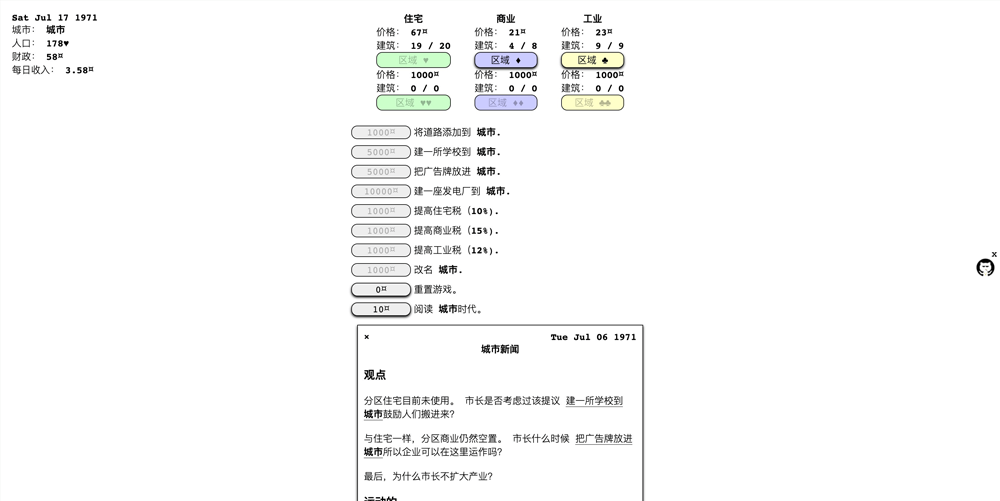 Sat Jul 17 1971
城市： 城市
人口： 178♥
财政： 58¤
每日收入： 3.58¤
住宅 商业 工业
价格： 67¤ 价格： 21¤ 价格： 23¤
建筑： 19 / 20 建筑： 4 / 8 建筑： 9 / 9
区域 ♥ 区域 ♦ 区域 ♣
价格： 1000¤ 价格： 1000¤ 价格： 1000¤
建筑： 0 / 0 建筑： 0 / 0 建筑： 0 / 0
区域 ♥♥ 区域 ♦♦ 区域 ♣♣
1000¤ 将道路添加到 城市.
5000¤ 建一所学校到 城市.
5000¤ 把广告牌放进 城市.
10000¤ 建一座发电厂到 城市.
1000¤ 提高住宅税（10%).
1000¤ 提高商业税（15%).
1000¤ 提高工业税（12%).
1000¤ 改名 城市.
0¤ 重置游戏。
10¤ 阅读 城市时代。
x
× Tue Jul 06 1971
城市新闻
观点
分区住宅目前未使用。 市长是否考虑过该提议 建一所学校到
城市鼓励人们搬进来？
与住宅一样，分区商业仍然空置。 市长什么时候 把广告牌放进
城市所以企业可以在这里运作吗？
最后，为什么市长不扩大产业？
运动的